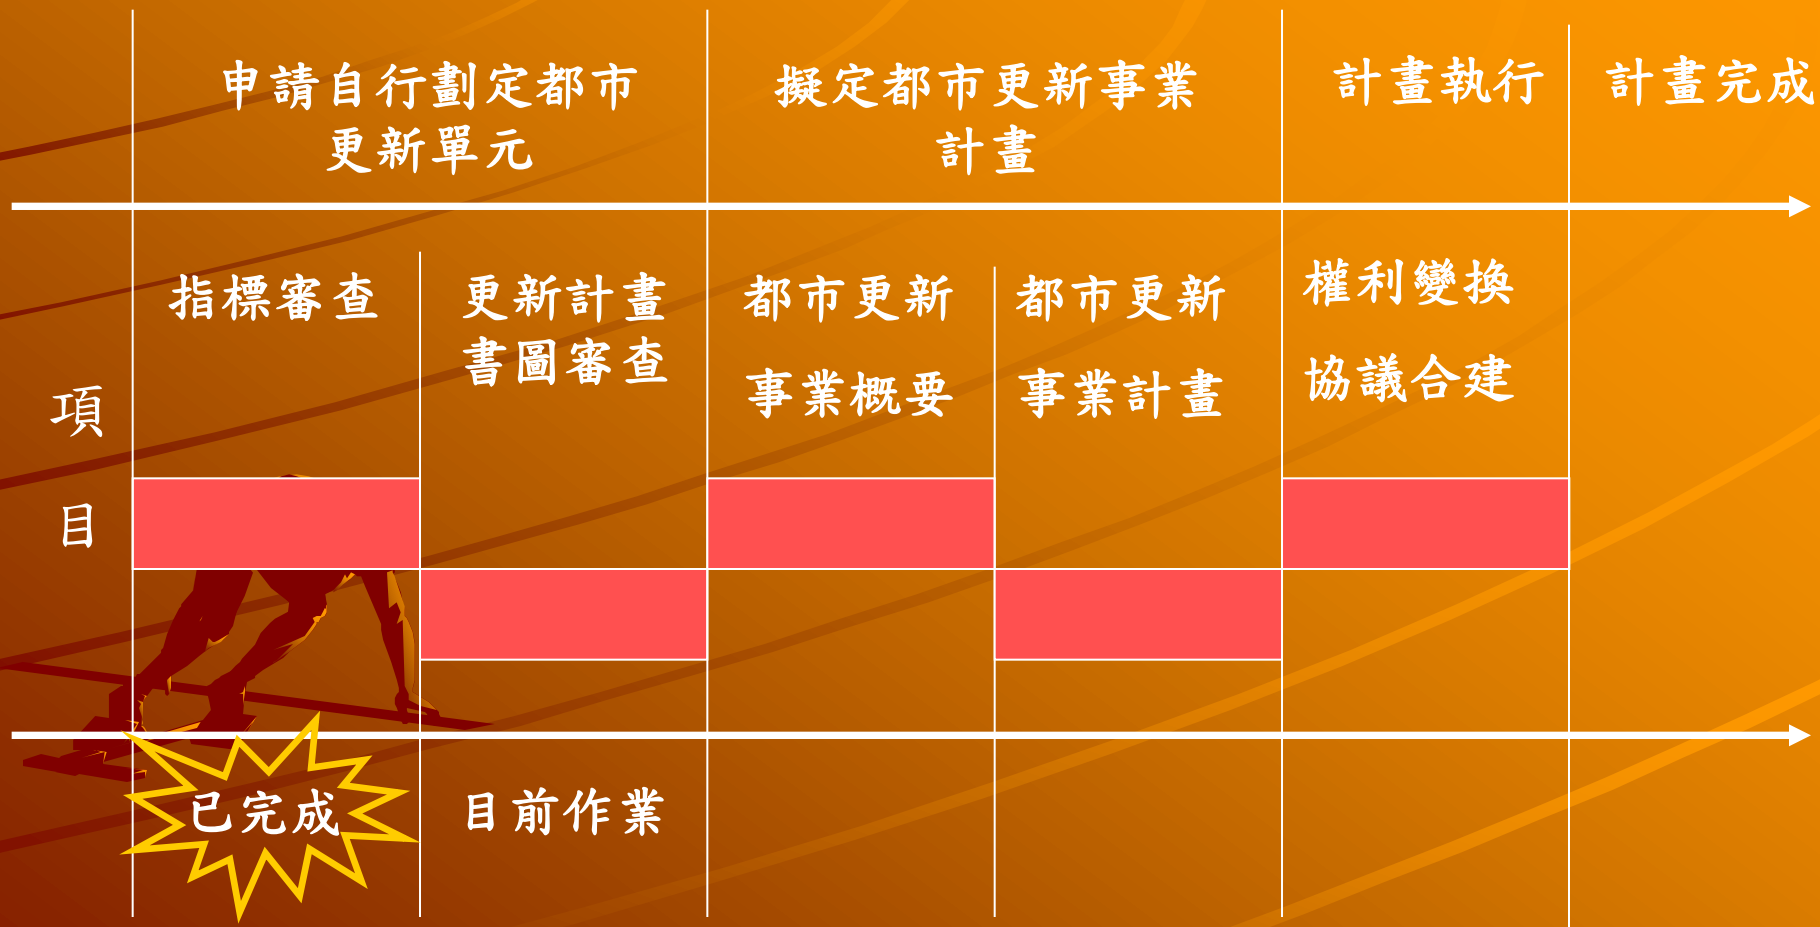 申請自行劃定都市
更新單元
擬定都市更新事業
計畫
計畫執行
計畫完成
項
目
指標審查
更新計畫
書圖審查
都市更新
事業概要
都市更新
事業計畫
權利變換
協議合建
已完成
目前作業